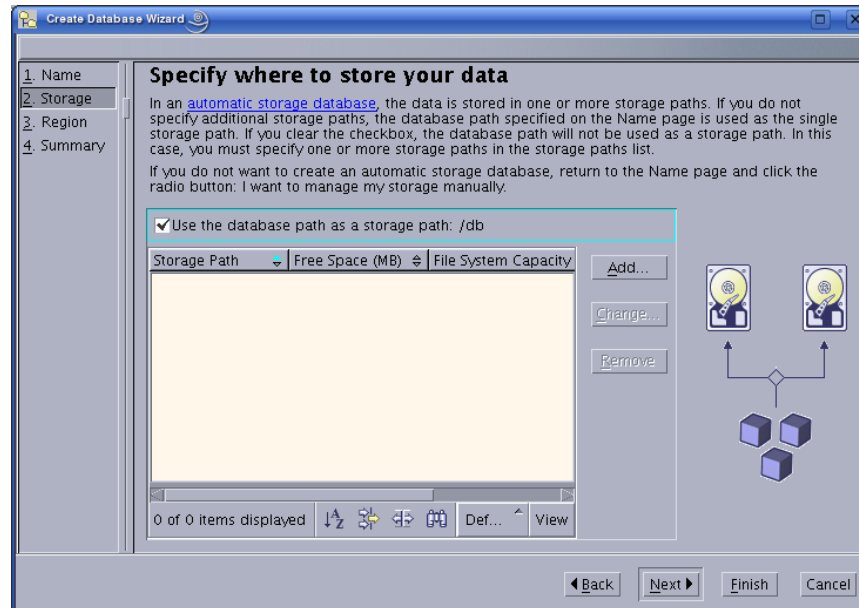 Create Database Wizard
1. Name
2. Storage
3. Region
4. Summary
Specify where to store your data
In an automatic storage database, the data is stored in one or more storage paths. If you do not
specify additional storage paths, the database path specified on the Name page is used as the single
storage path. If you clear the checkbox, the database path will not be used as a storage path. In this
case, you must specify one or more storage paths in the storage paths list.
If you do not want to create an automatic storage database, return to the Name page and click the
radio button: I want to manage my storage manually.
Use the database path as a storage path: /db
Storage Path Free Space (MB) File System Capacity
Add...
Change...
Remove
0 of 0 items displayed A Z Def... View
Back Next Finish Cancel